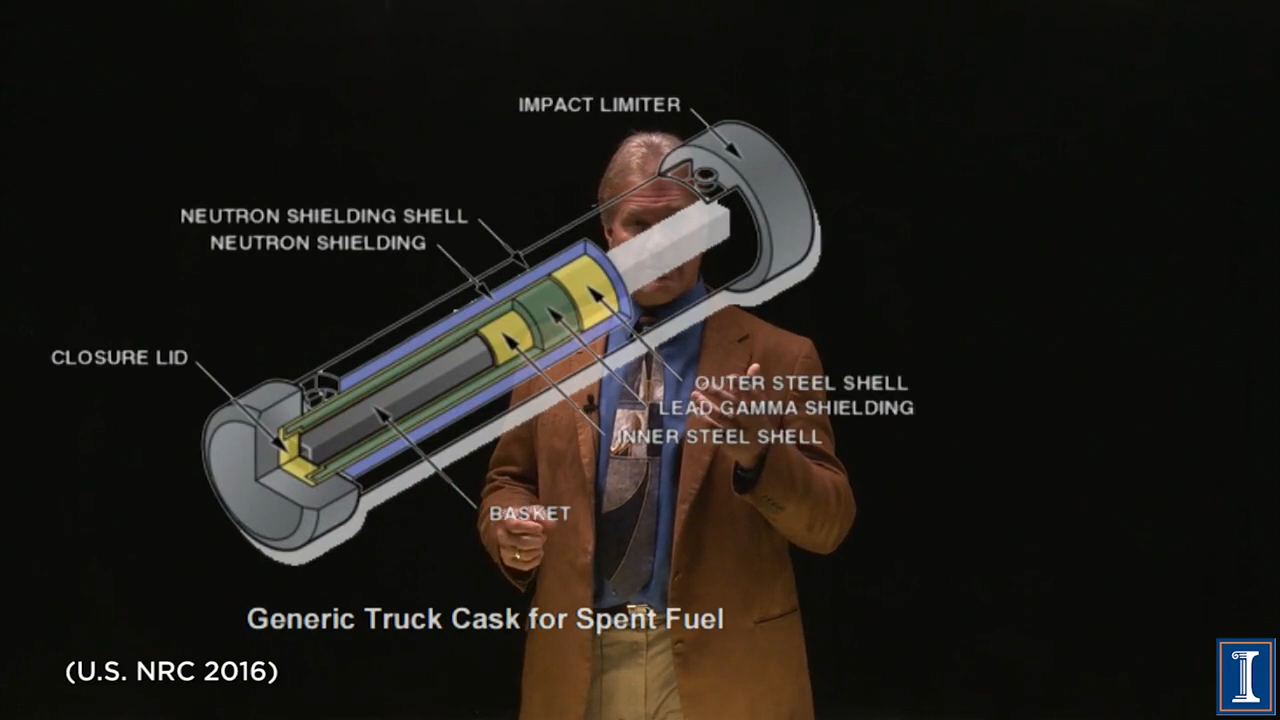 IMPACT LIMITER
NEUTRON SHIELDING SHELL
NEUTRON SHIELDING
CLOSURE LID
OUTER STEEL SHELL
LEAD GAMMA SHIELDING
INNER STEEL SHELL
BASKET
Generic Truck Cask for Spent Fuel
(U.S. NRC 2016)
I